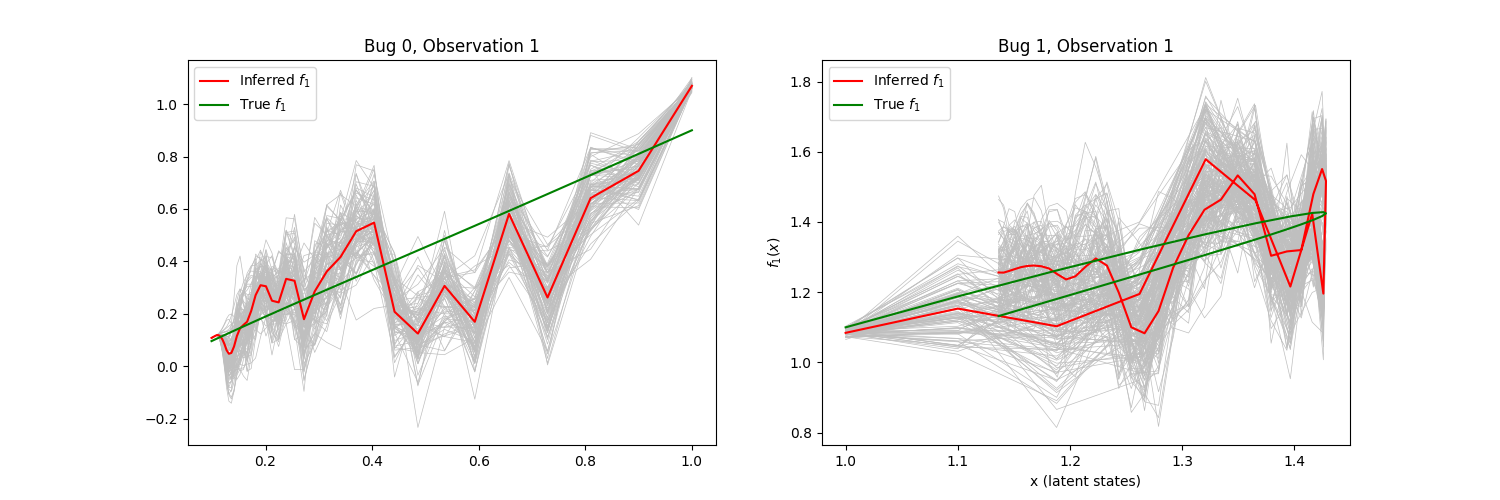 Bug 0, Observation 1
Inferred f₁
True f₁
1.0
0.8
0.6
0.4
0.2
0.0
−0.2
0.2 0.4 0.6 0.8 1.0
Bug 1, Observation 1
Inferred f₁
True f₁
f₁(x)
1.8
1.6
1.4
1.2
1.0
0.8
1.0 1.1 1.2 1.3 1.4
x (latent states)